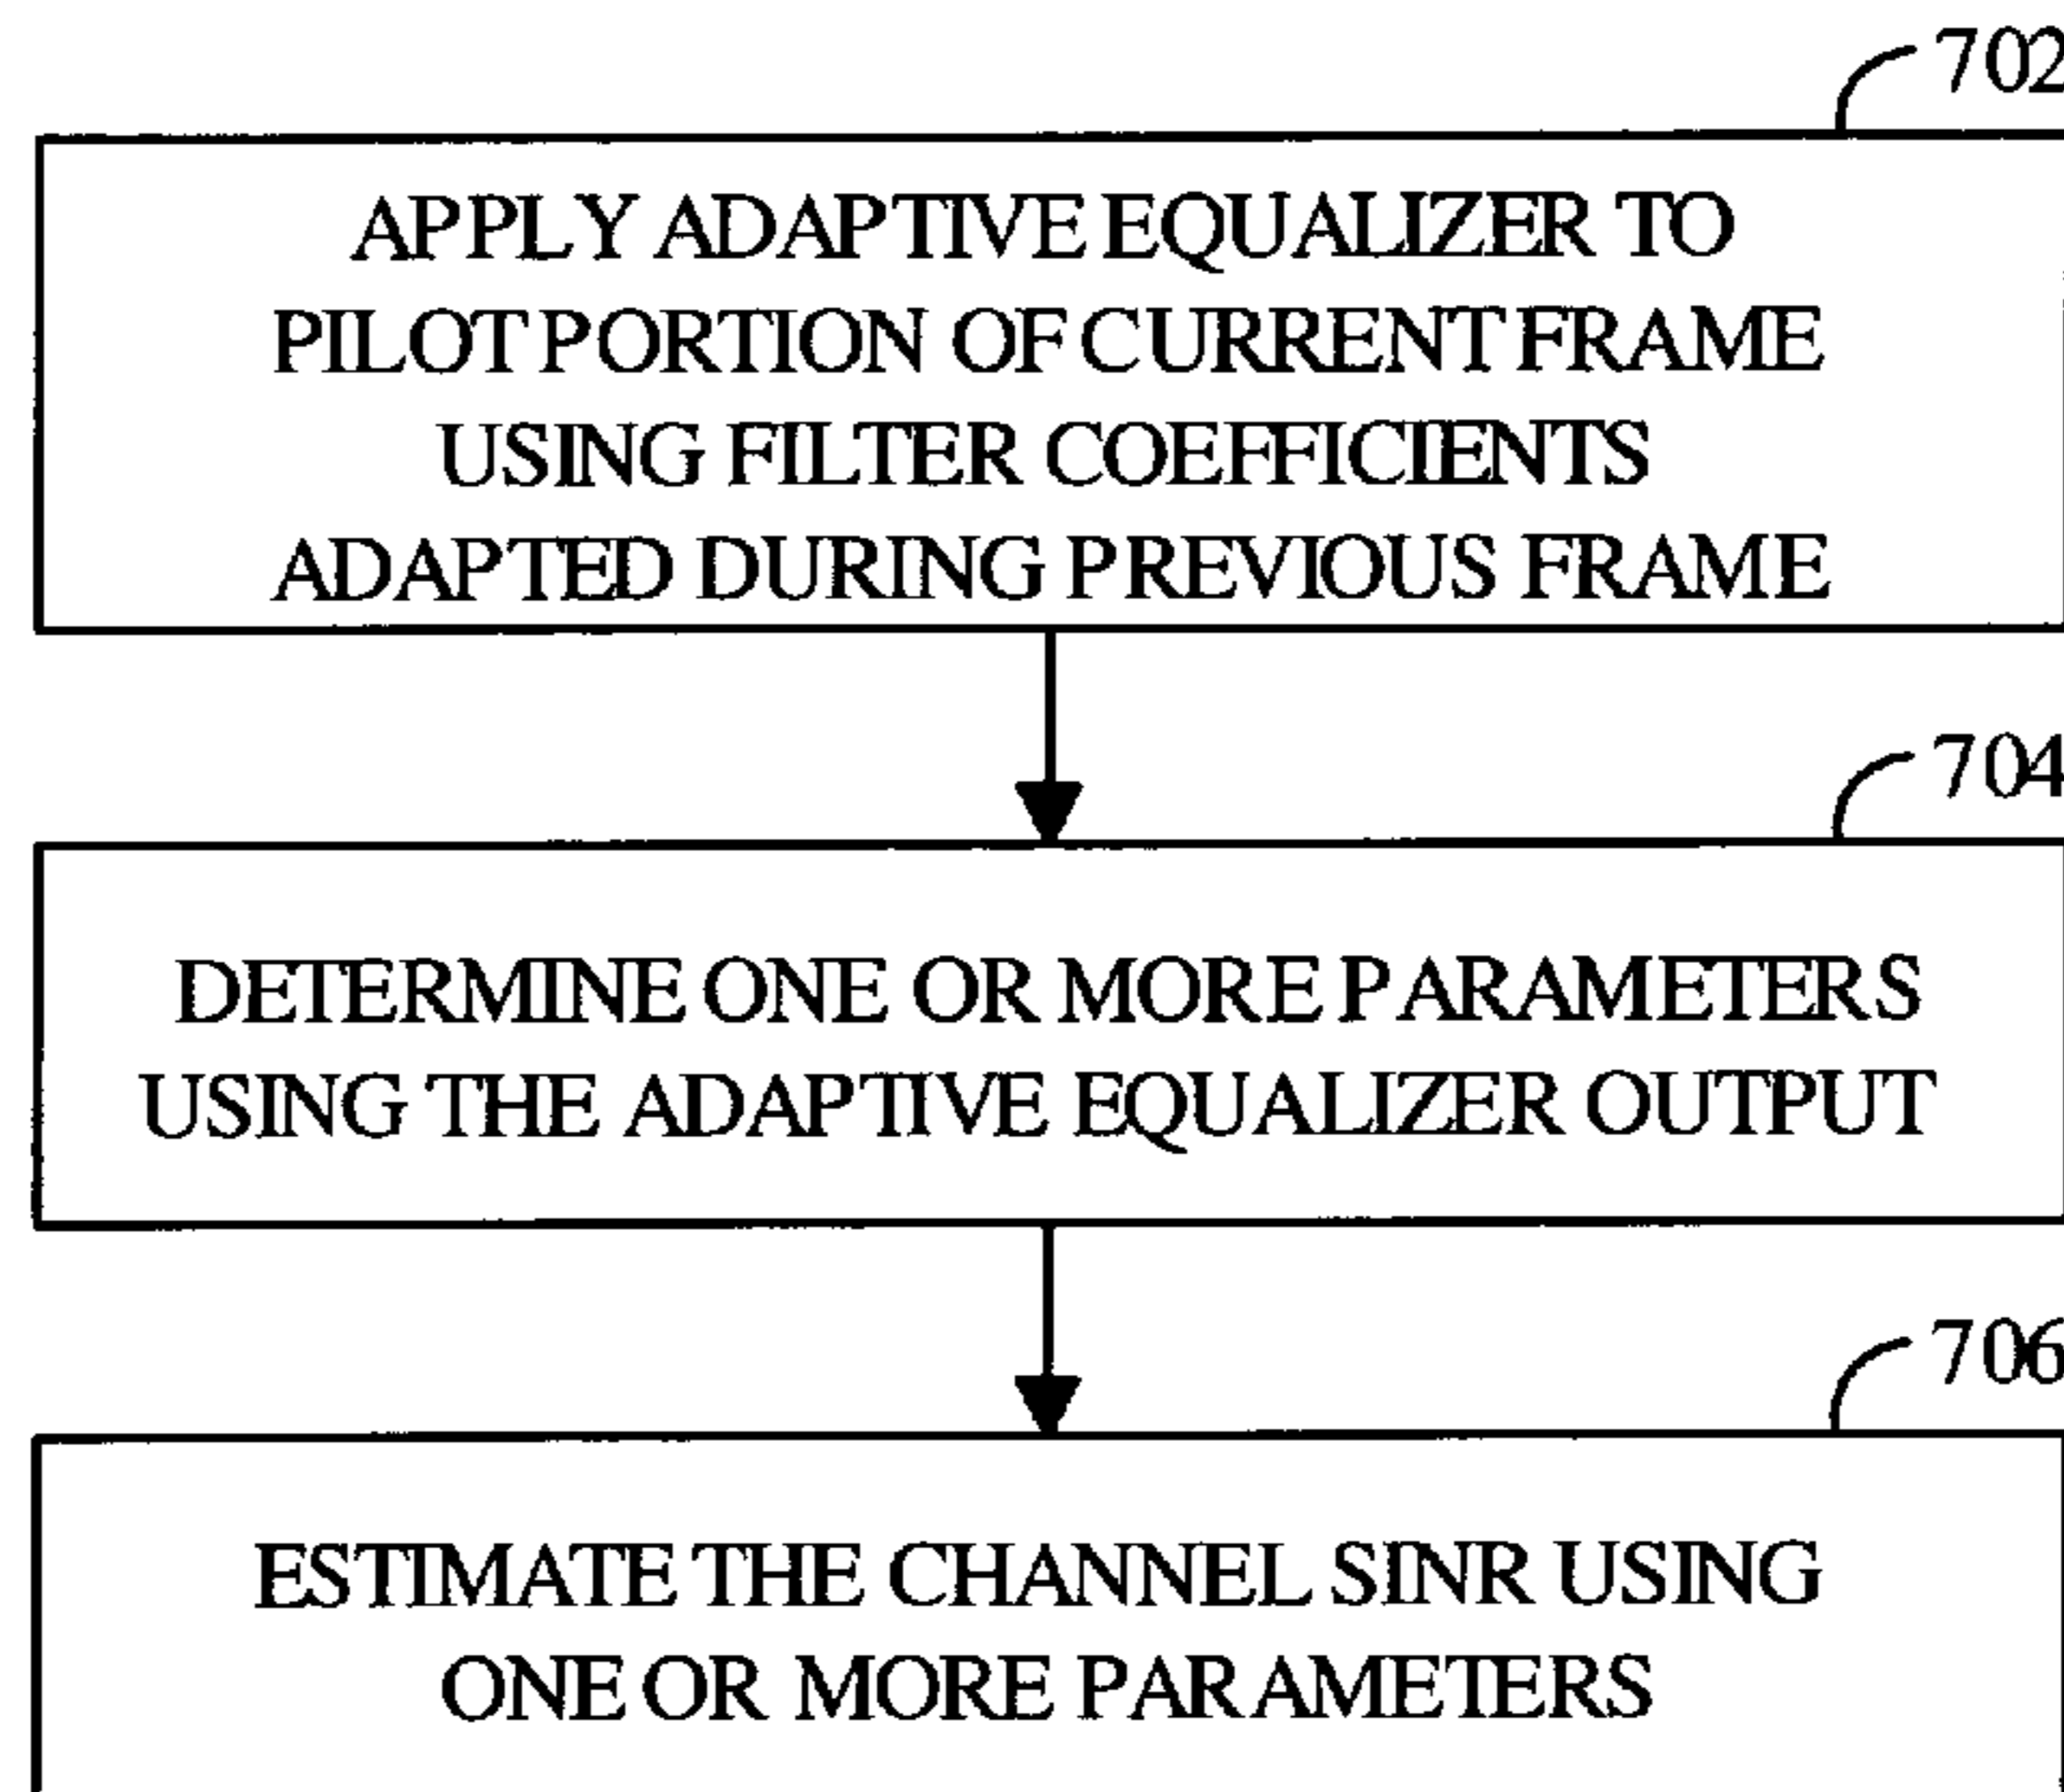 702
APPLY ADAPTIVE EQUALIZER TO
PILOT PORTION OF CURRENT FRAME
USING FILTER COEFFICIENTS
ADAPTED DURING PREVIOUS FRAME
704
DETERMINE ONE OR MORE PARAMETERS
USING THE ADAPTIVE EQUALIZER OUTPUT
706
ESTIMATE THE CHANNEL SINR USING
ONE OR MORE PARAMETERS